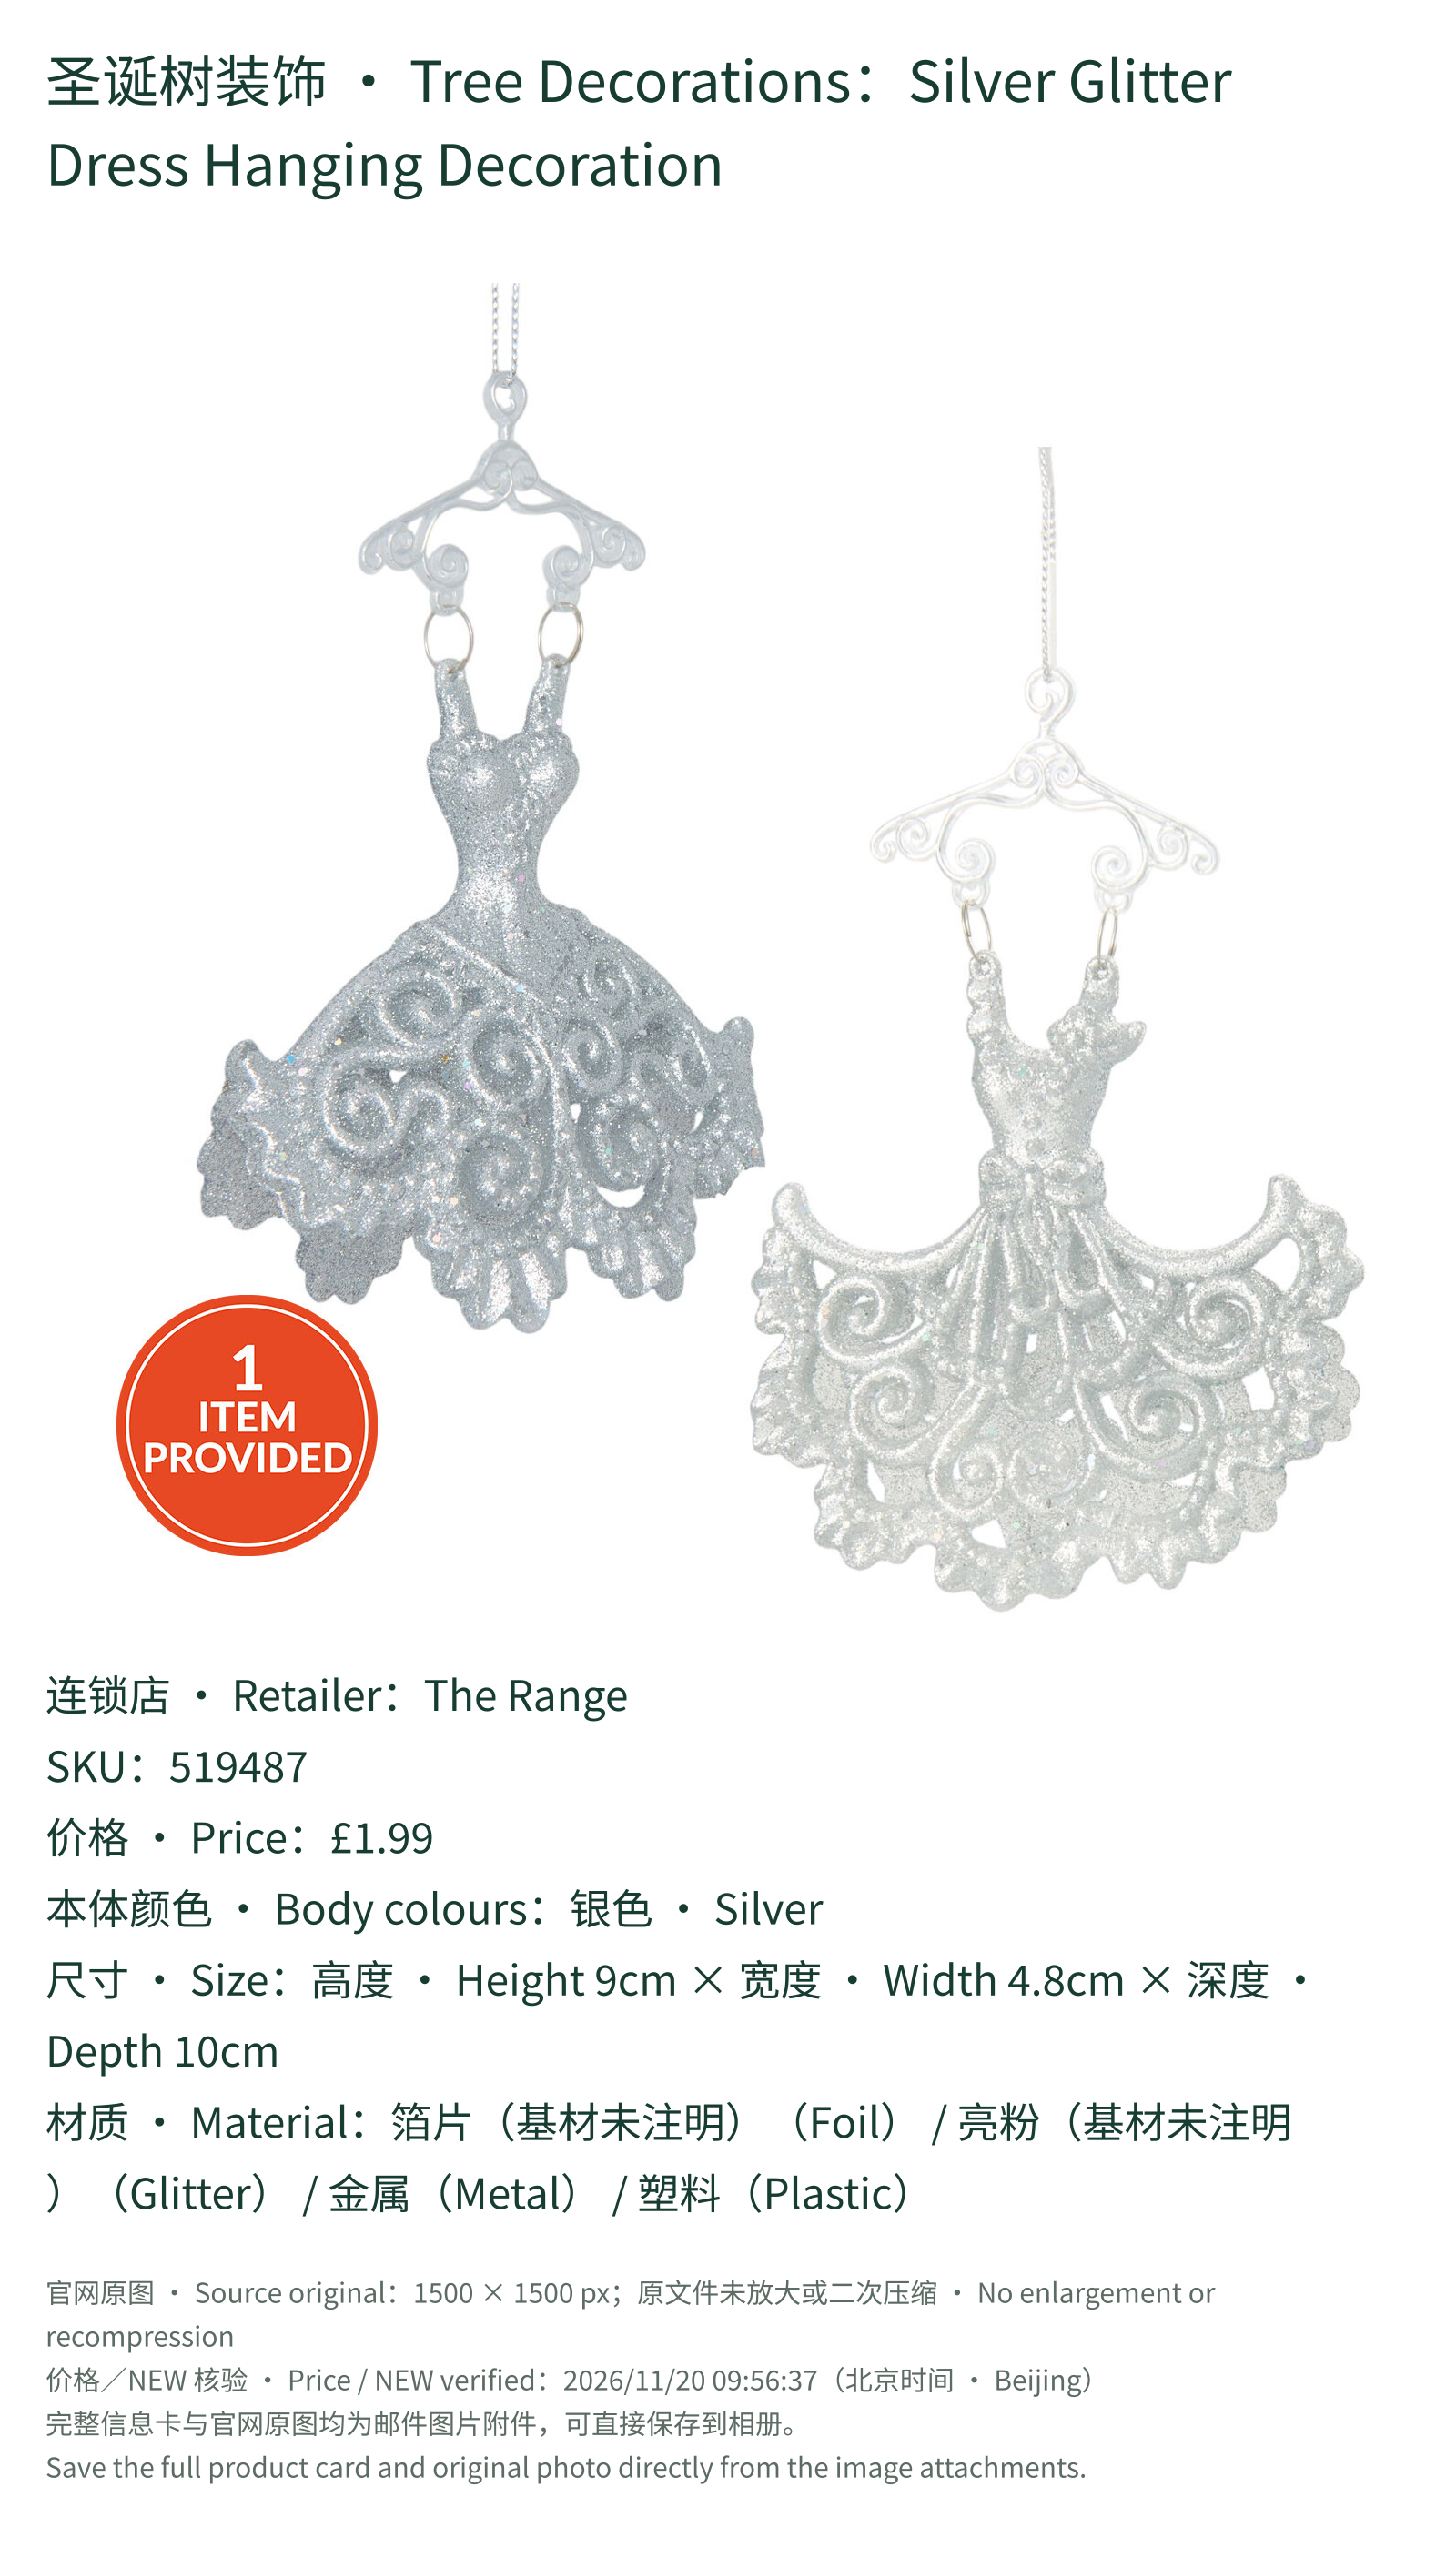 圣诞树装饰 · Tree Decorations：Silver Glitter
Dress Hanging Decoration
1
ITEM
PROVIDED
连锁店 · Retailer：The Range
SKU：519487
价格 · Price：£1.99
本体颜色 · Body colours：银色 · Silver
尺寸 · Size：高度 · Height 9cm × 宽度 · Width 4.8cm × 深度 ·
Depth 10cm
材质 · Material：箔片（基材未注明）（Foil） / 亮粉（基材未注明
）（Glitter） / 金属（Metal） / 塑料（Plastic）
官网原图 · Source original：1500 × 1500 px；原文件未放大或二次压缩 · No enlargement or
recompression
价格／NEW 核验 · Price / NEW verified：2026/11/20 09:56:37（北京时间 · Beijing）
完整信息卡与官网原图均为邮件图片附件，可直接保存到相册。
Save the full product card and original photo directly from the image attachments.